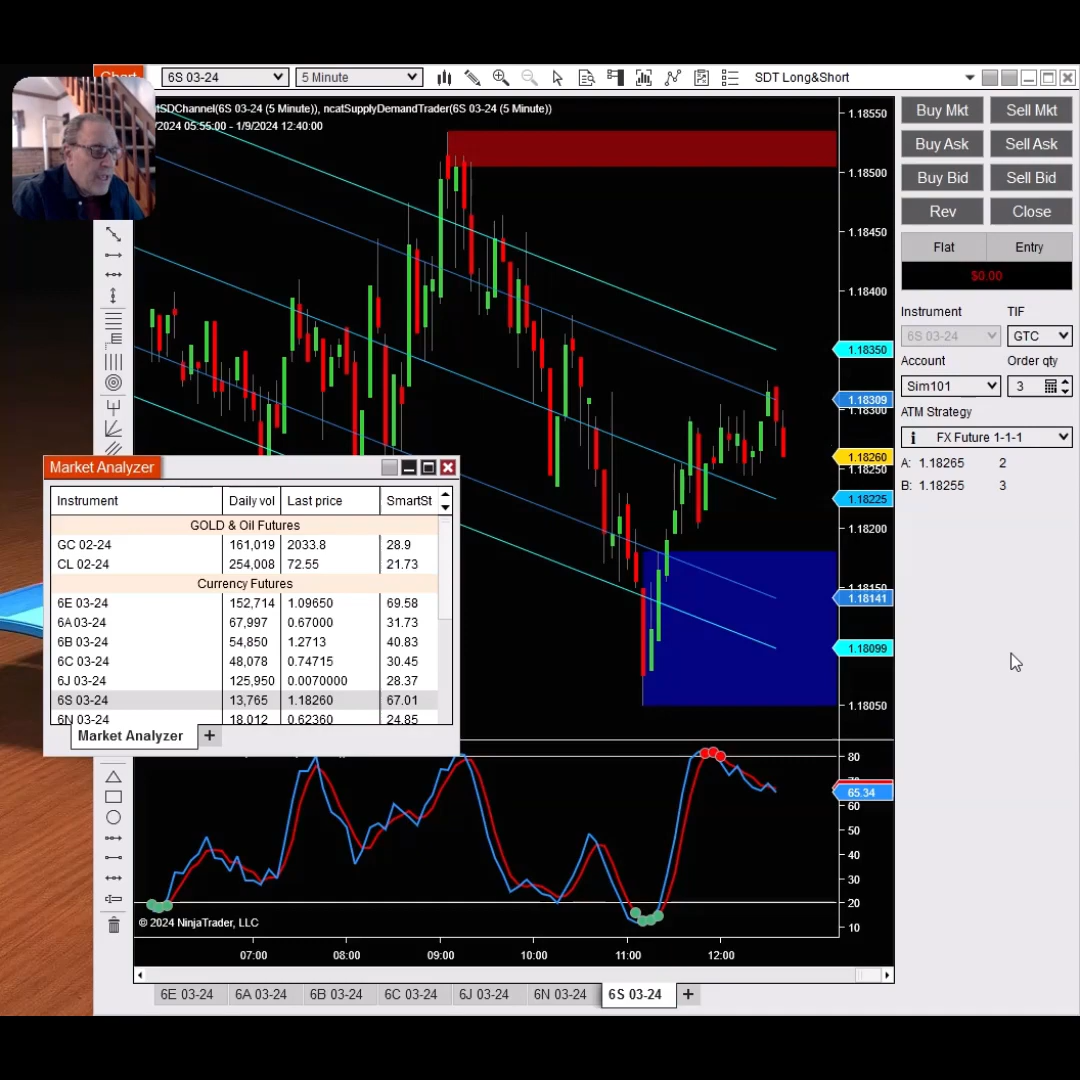 Chart 6S 03-24 5 Minute SDT Long&Short
tSDChannel(6S 03-24 (5 Minute)), ncatSupplyDemandTrader(6S 03-24 (5 Minute))
/2024 05:55:00 - 1/9/2024 12:40:00
1.18550
1.18500
1.18450
1.18400
1.18350
1.18309
1.18300
1.18260
1.18250
1.18225
1.18200
1.18150
1.18141
1.18099
1.18050
Buy Mkt Sell Mkt
Buy Ask Sell Ask
Buy Bid Sell Bid
Rev Close
Flat Entry
$0.00
Instrument TIF
6S 03-24 GTC
Account Order qty
Sim101 3
ATM Strategy
FX Future 1-1-1
A: 1.18265 2
B: 1.18255 3
Market Analyzer
Instrument Daily vol Last price SmartSt
GOLD & Oil Futures
GC 02-24 161,019 2033.8 28.9
CL 02-24 254,008 72.55 21.73
Currency Futures
6E 03-24 152,714 1.09650 69.58
6A 03-24 67,997 0.67000 31.73
6B 03-24 54,850 1.2713 40.83
6C 03-24 48,078 0.74715 30.45
6J 03-24 125,950 0.0070000 28.37
6S 03-24 13,765 1.18260 67.01
6N 03-24 18,012 0.62360 24.85
Market Analyzer +
80
65.34
60
50
40
30
20
10
© 2024 NinjaTrader, LLC
07:00 08:00 09:00 10:00 11:00 12:00
6E 03-24 6A 03-24 6B 03-24 6C 03-24 6J 03-24 6N 03-24 6S 03-24 +